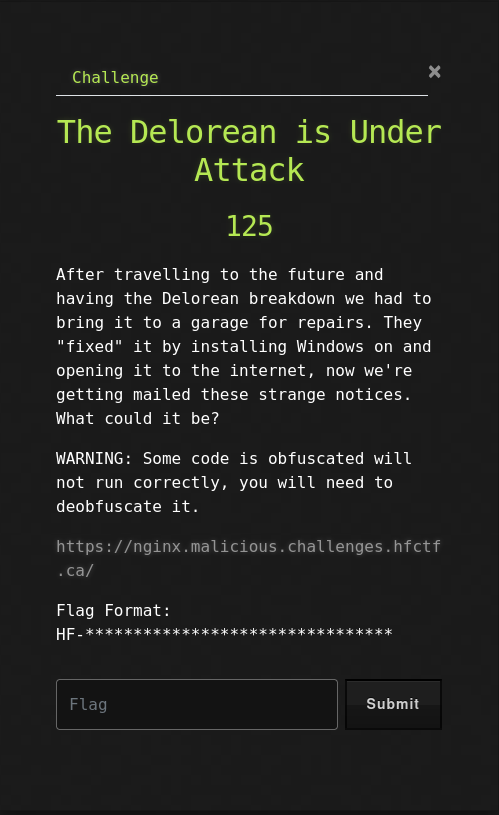 Challenge
×
The Delorean is Under
Attack
125
After travelling to the future and
having the Delorean breakdown we had to
bring it to a garage for repairs. They
"fixed" it by installing Windows on and
opening it to the internet, now we're
getting mailed these strange notices.
What could it be?
WARNING: Some code is obfuscated will
not run correctly, you will need to
deobfuscate it.
https://nginx.malicious.challenges.hfctf
.ca/
Flag Format:
HF-********************************
Flag
Submit